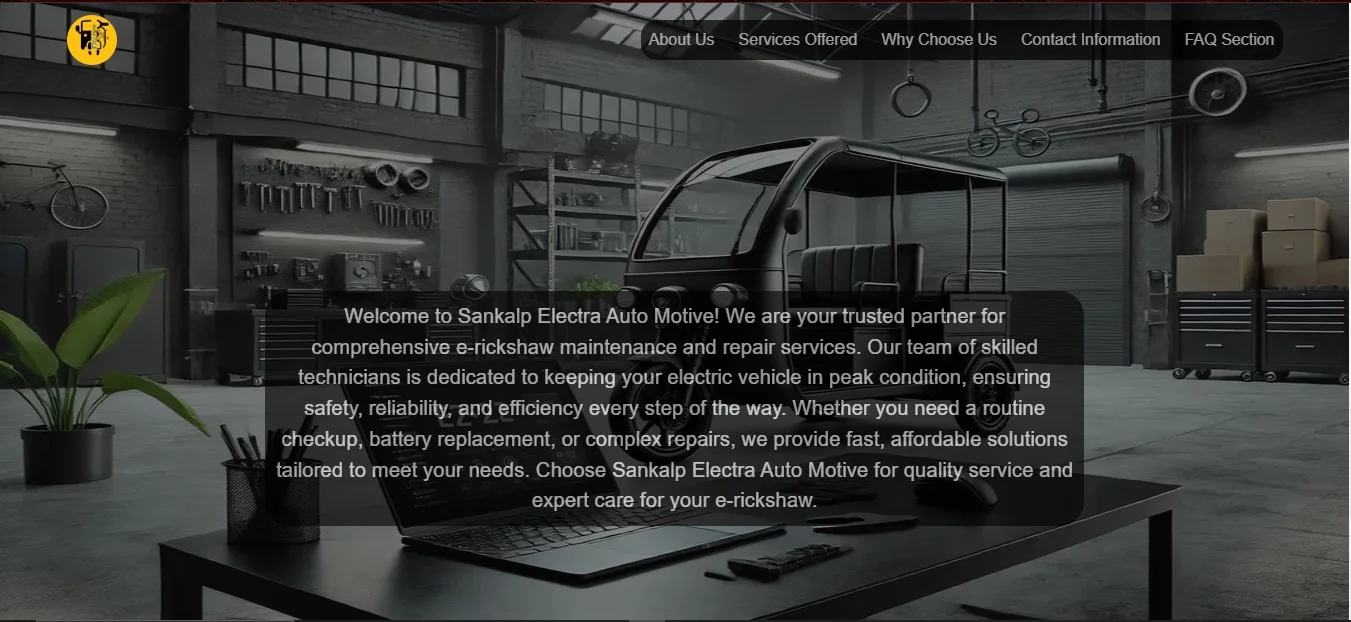 About Us Services Offered Why Choose Us Contact Information FAQ Section
Welcome to Sankalp Electra Auto Motive! We are your trusted partner for
comprehensive e-rickshaw maintenance and repair services. Our team of skilled
technicians is dedicated to keeping your electric vehicle in peak condition, ensuring
safety, reliability, and efficiency every step of the way. Whether you need a routine
checkup, battery replacement, or complex repairs, we provide fast, affordable solutions
tailored to meet your needs. Choose Sankalp Electra Auto Motive for quality service and
expert care for your e-rickshaw.